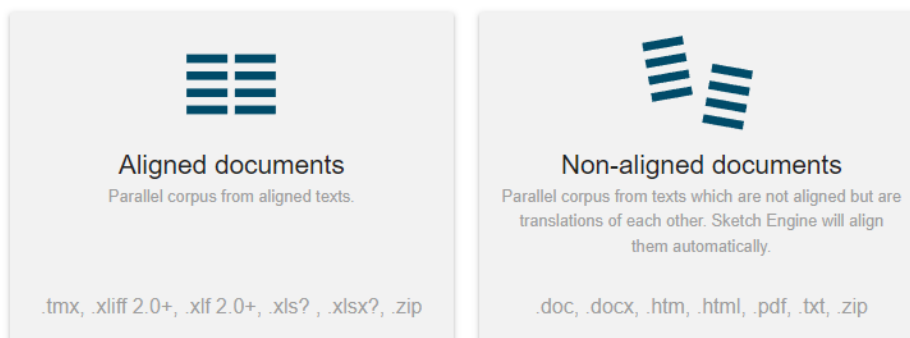 Aligned documents
Parallel corpus from aligned texts.
.tmx, .xliff 2.0+, .xlf 2.0+, .xls? , .xlsx?, .zip
Non-aligned documents
Parallel corpus from texts which are not aligned but are
translations of each other. Sketch Engine will align
them automatically.
.doc, .docx, .htm, .html, .pdf, .txt, .zip